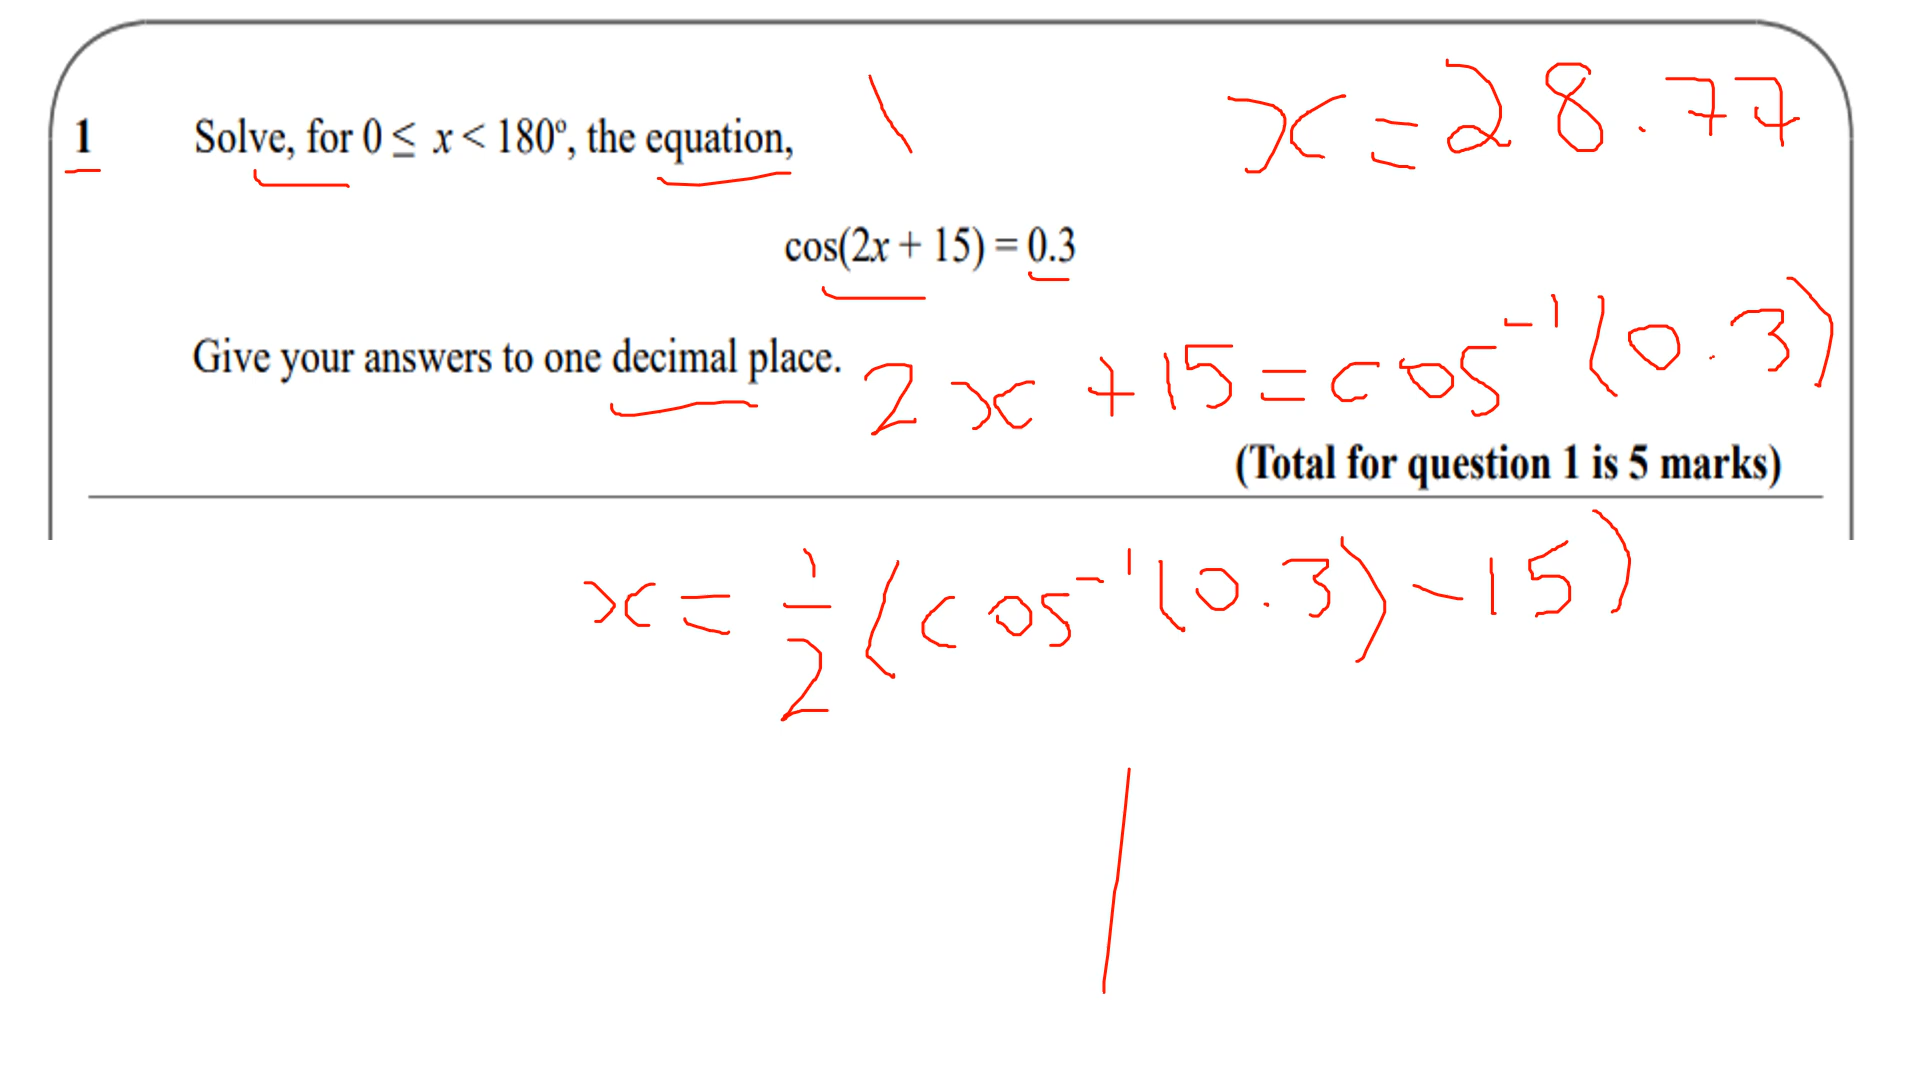 1 Solve, for 0 ≤ x < 180°, the equation,
x = 28.77
cos(2x + 15) = 0.3
Give your answers to one decimal place.
2x + 15 = cos⁻¹(0.3)
(Total for question 1 is 5 marks)
x = 1/2 (cos⁻¹(0.3) - 15)